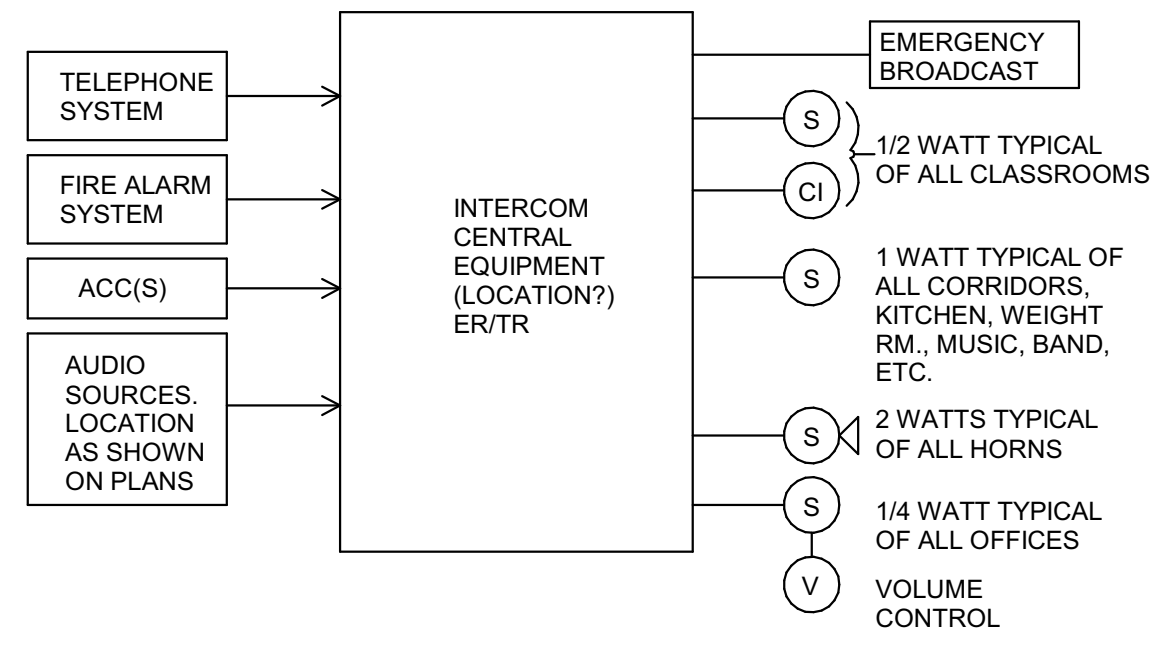 TELEPHONE
SYSTEM
FIRE ALARM
SYSTEM
ACC(S)
AUDIO
SOURCES.
LOCATION
AS SHOWN
ON PLANS
INTERCOM
CENTRAL
EQUIPMENT
(LOCATION?)
ER/TR
EMERGENCY
BROADCAST
S
CI
1/2 WATT TYPICAL
OF ALL CLASSROOMS
S
1 WATT TYPICAL OF
ALL CORRIDORS,
KITCHEN, WEIGHT
RM., MUSIC, BAND,
ETC.
S
2 WATTS TYPICAL
OF ALL HORNS
S
1/4 WATT TYPICAL
OF ALL OFFICES
V
VOLUME
CONTROL